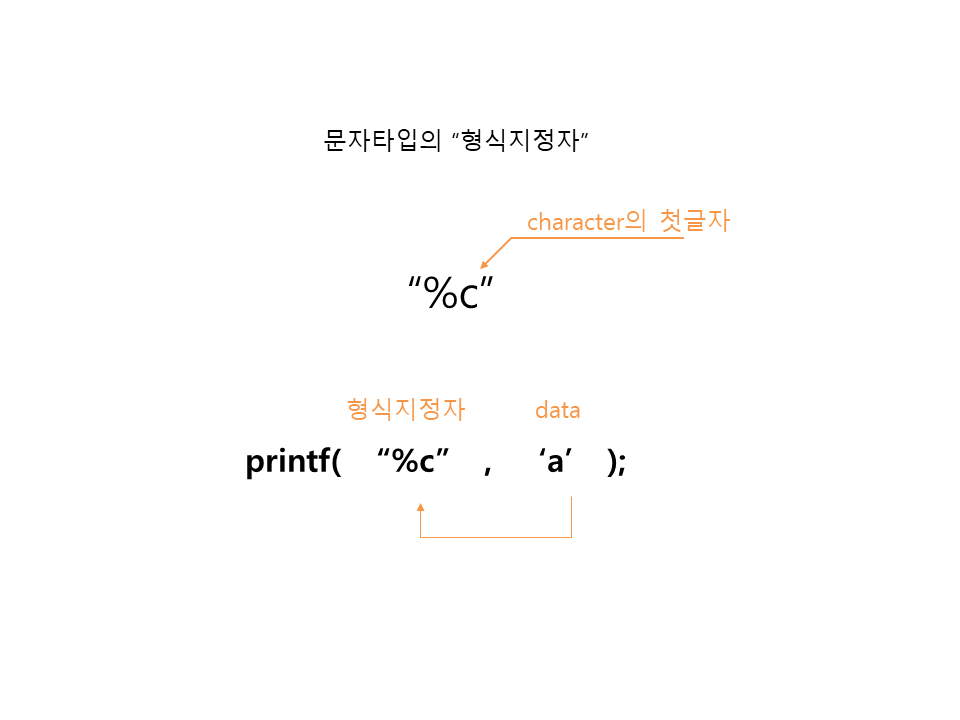 문자타입의 “형식지정자”
character의 첫글자
“%c”
형식지정자 data
printf( “%c” , ‘a’ );